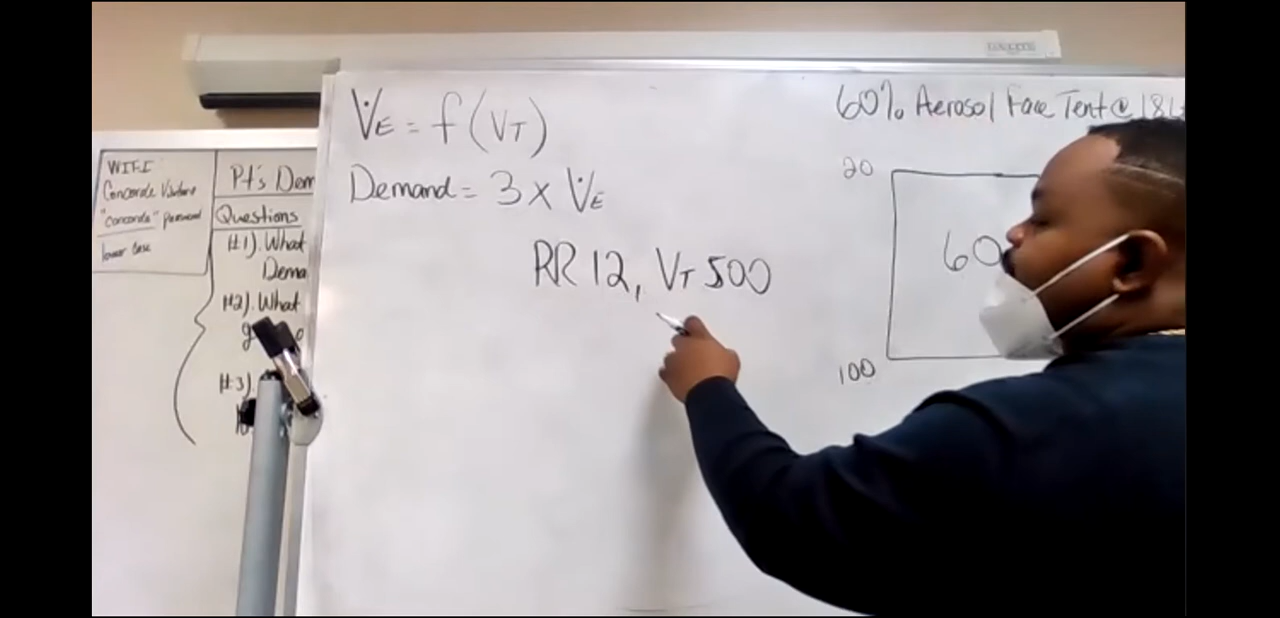 WIFI
Concorde
"concorde" password
lower case
Pt's Dem
Questions
#1). What
Dema
#2). What
#3).
V̇E = f(VT)
Demand = 3 x V̇E
RR 12, VT 500
60% Aerosol Face Tent @ 18L
20
60
100